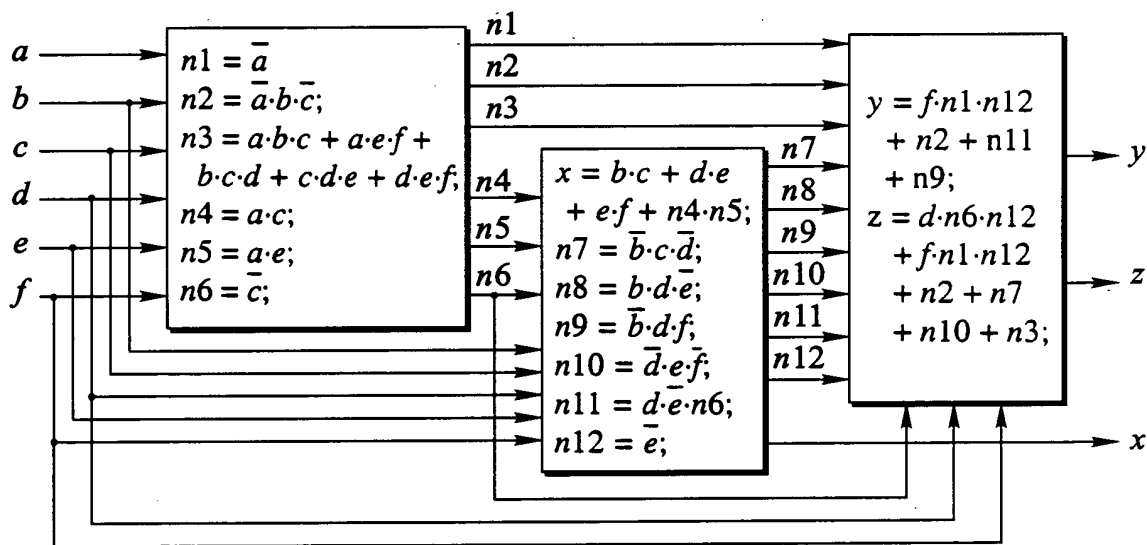 a
b
c
d
e
f
n1 = a̅
n2 = a̅·b·c̅;
n3 = a·b·c + a·e·f +
b·c·d + c·d·e + d·e·f;
n4 = a·c;
n5 = a·e;
n6 = c̅;
n1
n2
n3
n4
n5
n6
x = b·c + d·e
+ e·f + n4·n5;
n7 = b̅·c·d̅;
n8 = b·d·e̅;
n9 = b̅·d·f;
n10 = d̅·e·f̅;
n11 = d·e̅·n6;
n12 = e̅;
n7
n8
n9
n10
n11
n12
y = f·n1·n12
+ n2 + n11
+ n9;
z = d·n6·n12
+ f·n1·n12
+ n2 + n7
+ n10 + n3;
y
z
x